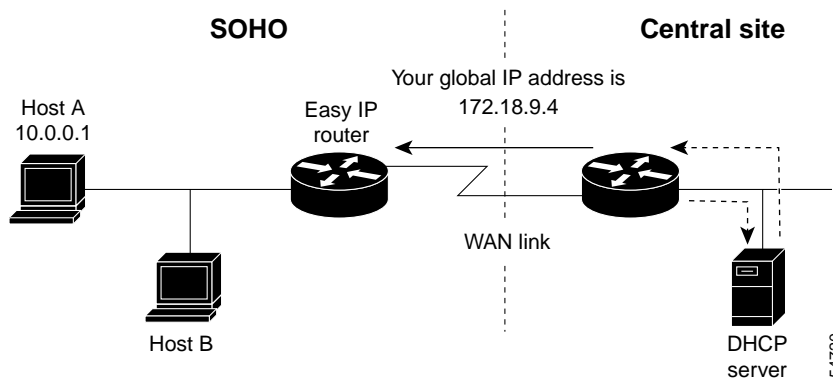 SOHO
Central site
Your global IP address is
172.18.9.4
Host A
10.0.0.1
Easy IP
router
WAN link
Host B
DHCP
server